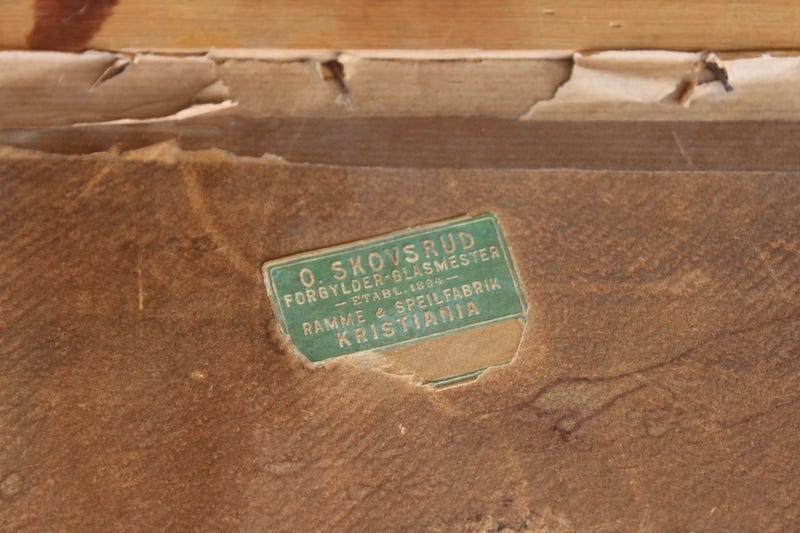 O. SKOVSRUD
FORGYLDER-GLASMESTER
— ETABL. 1894 —
RAMME & SPEILFABRIK
KRISTIANIA